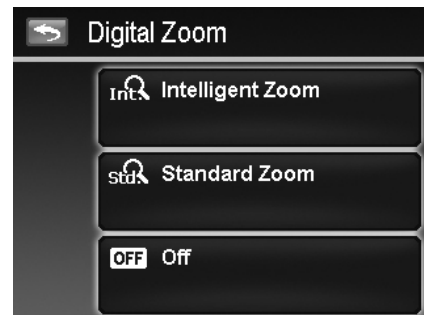 Digital Zoom
Int. Intelligent Zoom
std. Standard Zoom
OFF Off